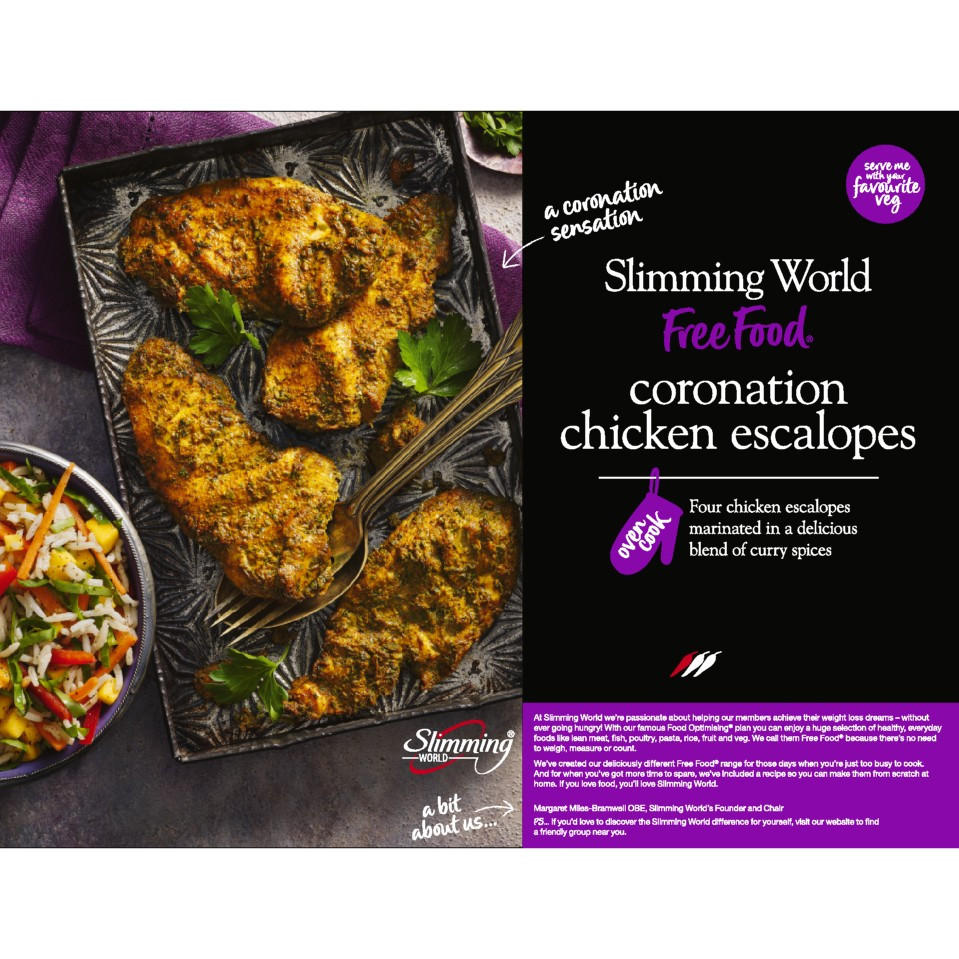 a coronation
sensation
serve me
with your
favourite
veg
Slimming World
Free Food®
coronation
chicken escalopes
oven
cook
Four chicken escalopes
marinated in a delicious
blend of curry spices
Slimming®
WORLD
a bit
about us...
At Slimming World we're passionate about helping our members achieve their weight loss dreams – without
ever going hungry! With our famous Food Optimising® plan you can enjoy a huge selection of healthy, everyday
foods like lean meat, fish, poultry, pasta, rice, fruit and veg. We call them Free Food® because there's no need
to weigh, measure or count.
We've created our deliciously different Free Food® range for those days when you're just too busy to cook.
And for when you've got more time to spare, we've included a recipe so you can make them from scratch at
home. If you love food, you'll love Slimming World.
Margaret Miles-Bramwell OBE, Slimming World's Founder and Chair
PS... If you'd love to discover the Slimming World difference for yourself, visit our website to find
a friendly group near you.